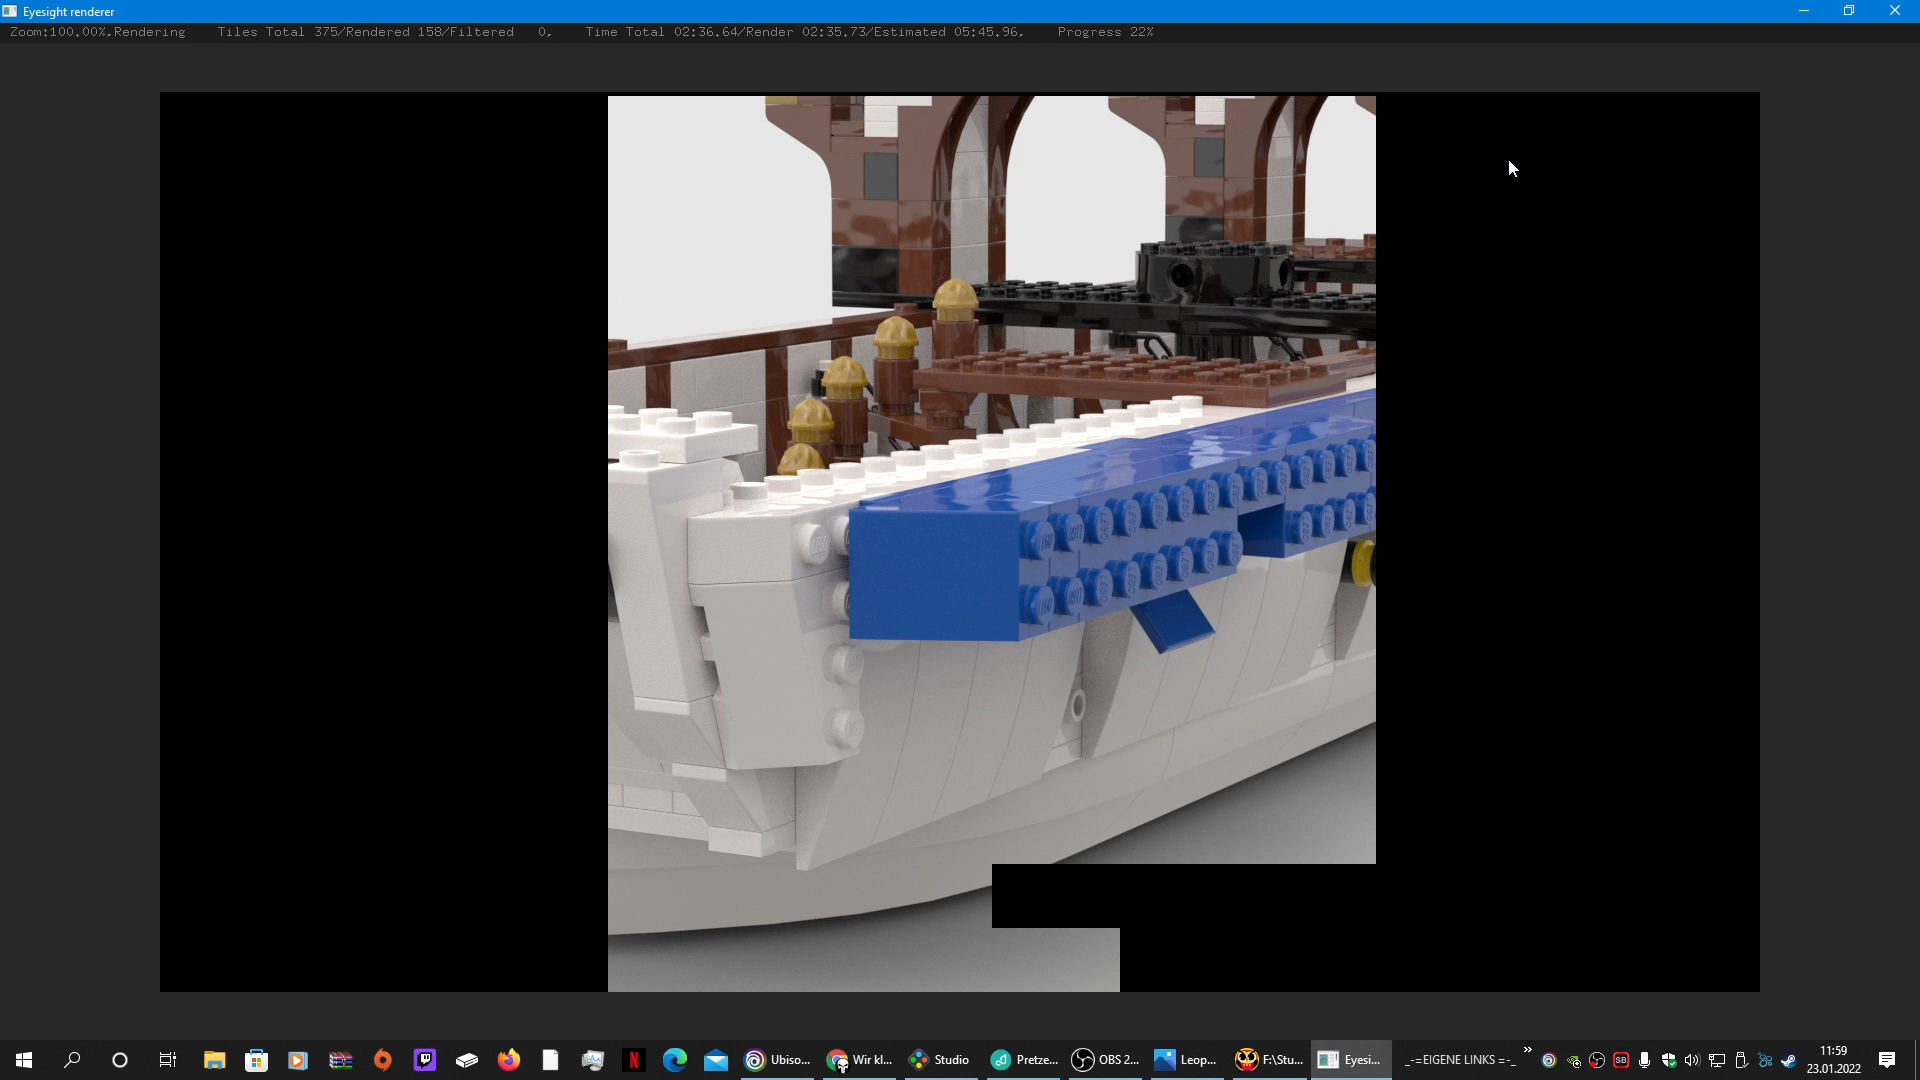 Eyesight renderer
Zoom:100.00%,Rendering Tiles Total 375/Rendered 158/Filtered 0, Time Total 02:36.64/Render 02:35.73/Estimated 05:45.96, Progress 22%
Ubiso... Wir kl... Studio Pretze... OBS 2... Leop... F:\Stu... Eyesi... _-=EIGENE LINKS =-_ » 11:59
23.01.2022